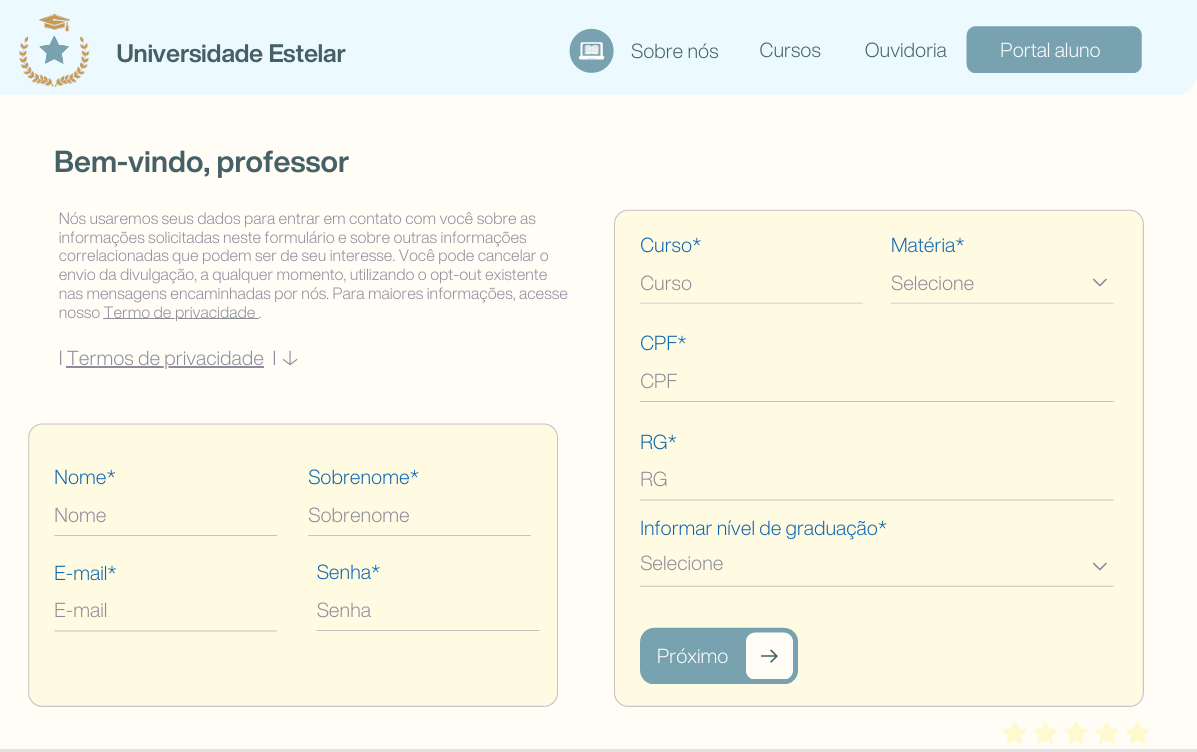 Universidade Estelar
Sobre nós
Cursos
Ouvidoria
Portal aluno
Bem-vindo, professor
Nós usaremos seus dados para entrar em contato com você sobre as
informações solicitadas neste formulário e sobre outras informações
correlacionadas que podem ser de seu interesse. Você pode cancelar o
envio da divulgação, a qualquer momento, utilizando o opt-out existente
nas mensagens encaminhadas por nós. Para maiores informações, acesse
nosso Termo de privacidade .
| Termos de privacidade | ↓
Nome*
Nome
Sobrenome*
Sobrenome
E-mail*
E-mail
Senha*
Senha
Curso*
Curso
Matéria*
Selecione
CPF*
CPF
RG*
RG
Informar nível de graduação*
Selecione
Próximo →